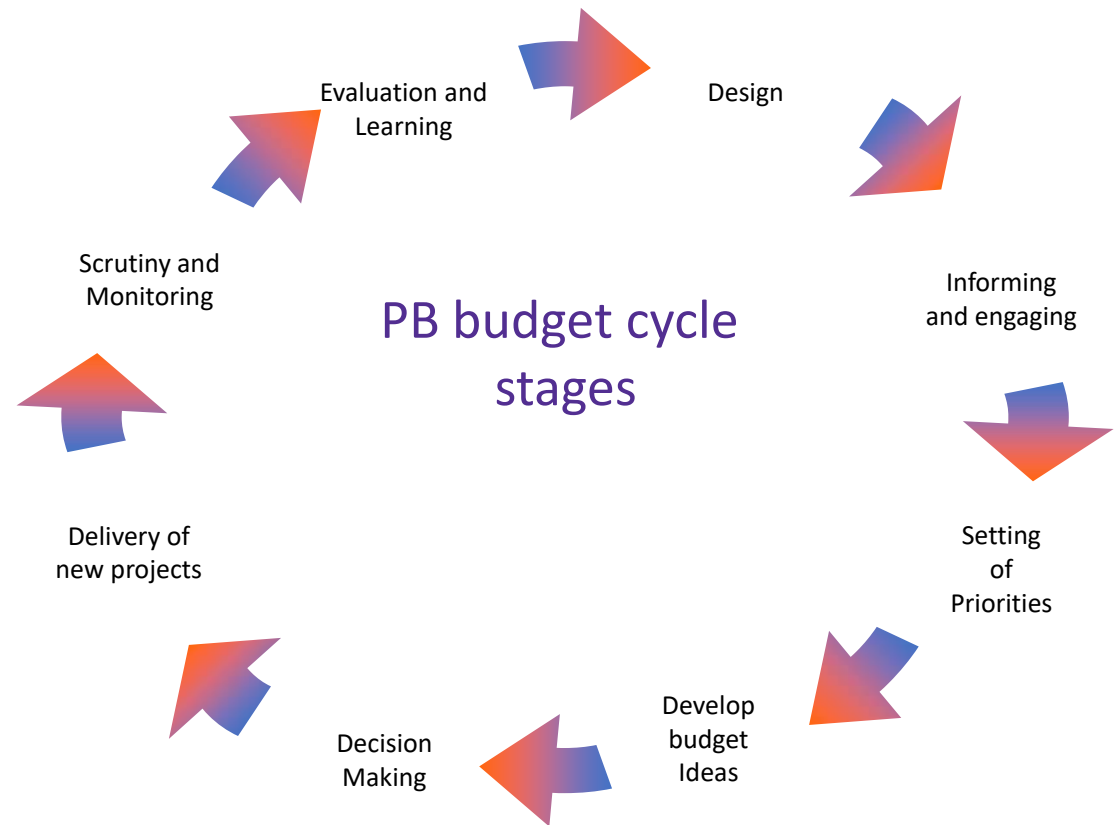 PB budget cycle
stages
Design
Informing
and engaging
Setting
of
Priorities
Develop
budget
Ideas
Decision
Making
Delivery of
new projects
Scrutiny and
Monitoring
Evaluation and
Learning